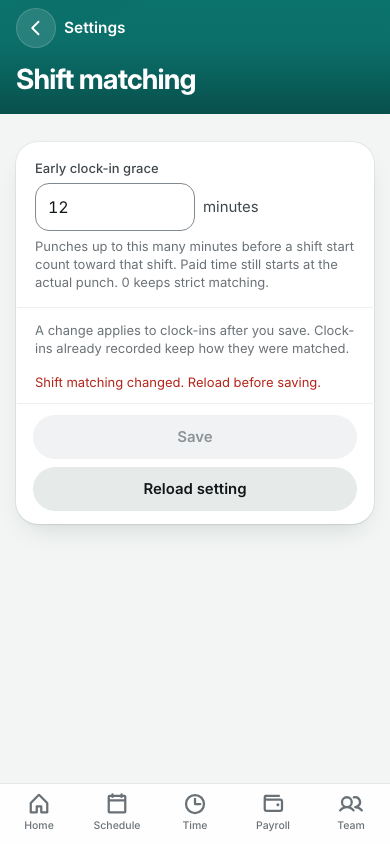 Settings
Shift matching
Early clock-in grace
12 minutes
Punches up to this many minutes before a shift start
count toward that shift. Paid time still starts at the
actual punch. 0 keeps strict matching.
A change applies to clock-ins after you save. Clock-
ins already recorded keep how they were matched.
Shift matching changed. Reload before saving.
Save
Reload setting
Home Schedule Time Payroll Team